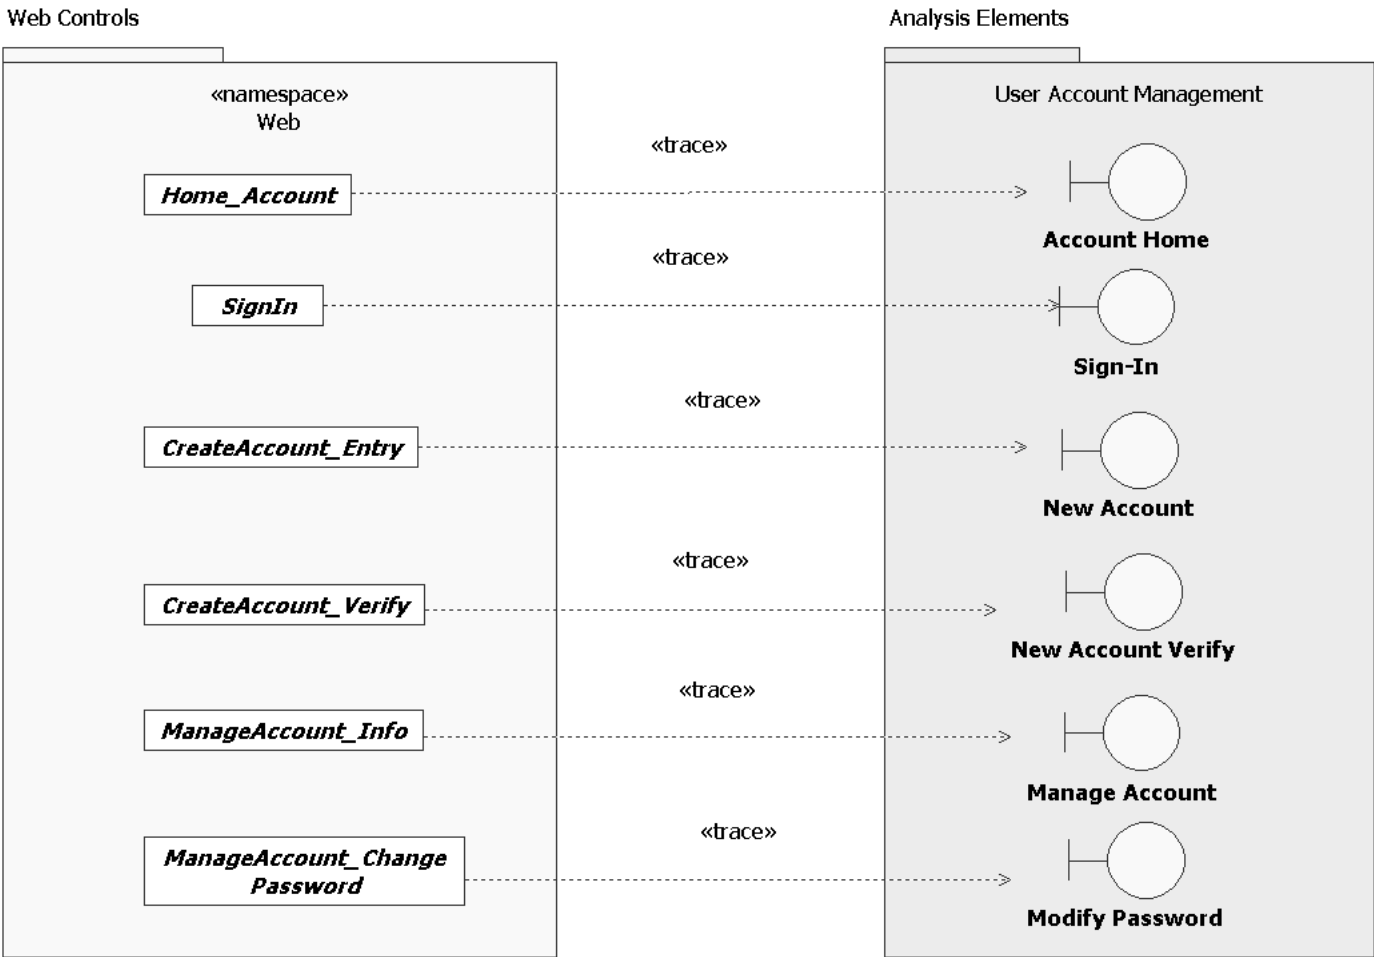 Web Controls
Analysis Elements
«namespace»
Web
User Account Management
«trace»
Home_Account
Account Home
«trace»
SignIn
Sign-In
«trace»
CreateAccount_Entry
New Account
«trace»
CreateAccount_Verify
New Account Verify
«trace»
ManageAccount_Info
Manage Account
«trace»
ManageAccount_Change
Password
Modify Password